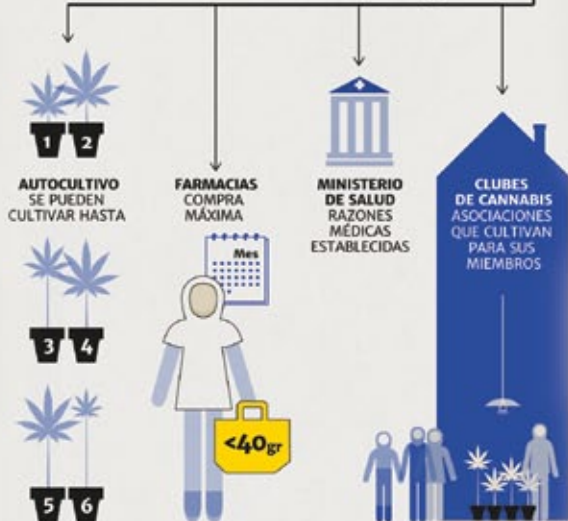 1 2
AUTOCULTIVO
SE PUEDEN
CULTIVAR HASTA
3 4
5 6
FARMACIAS
COMPRA
MÁXIMA
Mes
<40gr
MINISTERIO
DE SALUD
RAZONES
MÉDICAS
ESTABLECIDAS
CLUBES
DE CANNABIS
ASOCIACIONES
QUE CULTIVAN
PARA SUS
MIEMBROS